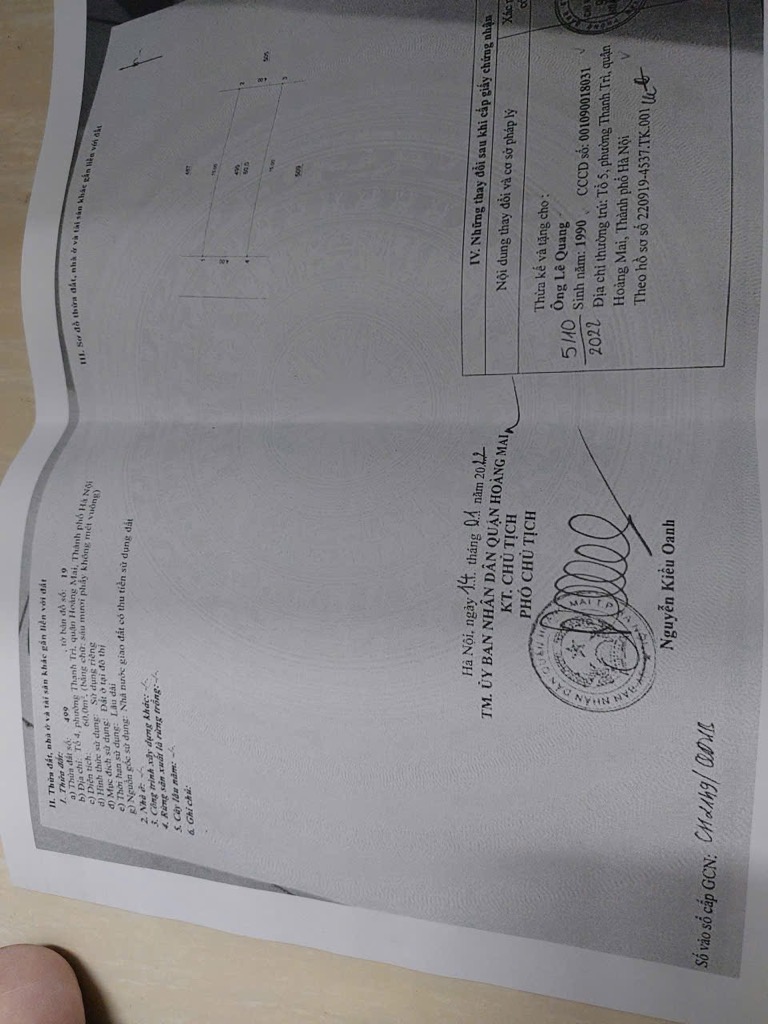 II. Thửa đất, nhà ở và tài sản khác gắn liền với đất
1. Thửa đất:
a) Thửa đất số: 499 , tờ bản đồ số: 19
b) Địa chỉ: Tổ 4, phường Thanh Trì, quận Hoàng Mai, Thành phố Hà Nội
c) Diện tích: 60,0m², (bằng chữ: sáu mươi phẩy không mét vuông)
d) Hình thức sử dụng: Sử dụng riêng
đ) Mục đích sử dụng: Đất ở tại đô thị
e) Thời hạn sử dụng: Lâu dài
g) Nguồn gốc sử dụng: Nhà nước giao đất có thu tiền sử dụng đất
2. Nhà ở: -/-
3. Công trình xây dựng khác: -/-
4. Rừng sản xuất là rừng trồng: -/-
5. Cây lâu năm: -/-
6. Ghi chú:
Hà Nội, ngày 14 tháng 01 năm 2022
TM. ỦY BAN NHÂN DÂN QUẬN HOÀNG MAI
KT. CHỦ TỊCH
PHÓ CHỦ TỊCH
Nguyễn Kiều Oanh
Số vào sổ cấp GCN:
III. Sơ đồ thửa đất, nhà ở và tài sản khác gắn liền với đất
505
1
2
499
60.0
4
3
509
IV. Những thay đổi sau khi cấp giấy chứng nhận
Nội dung thay đổi và cơ sở pháp lý
5/10
2022
Thừa kế và tặng cho :
Ông Lê Quang
Sinh năm: 1990 CCCD số: 001090018031
Địa chỉ thường trú: Tổ 5, phường Thanh Trì, quận
Hoàng Mai, Thành phố Hà Nội
Theo hồ sơ số 220919-4537.TK.001